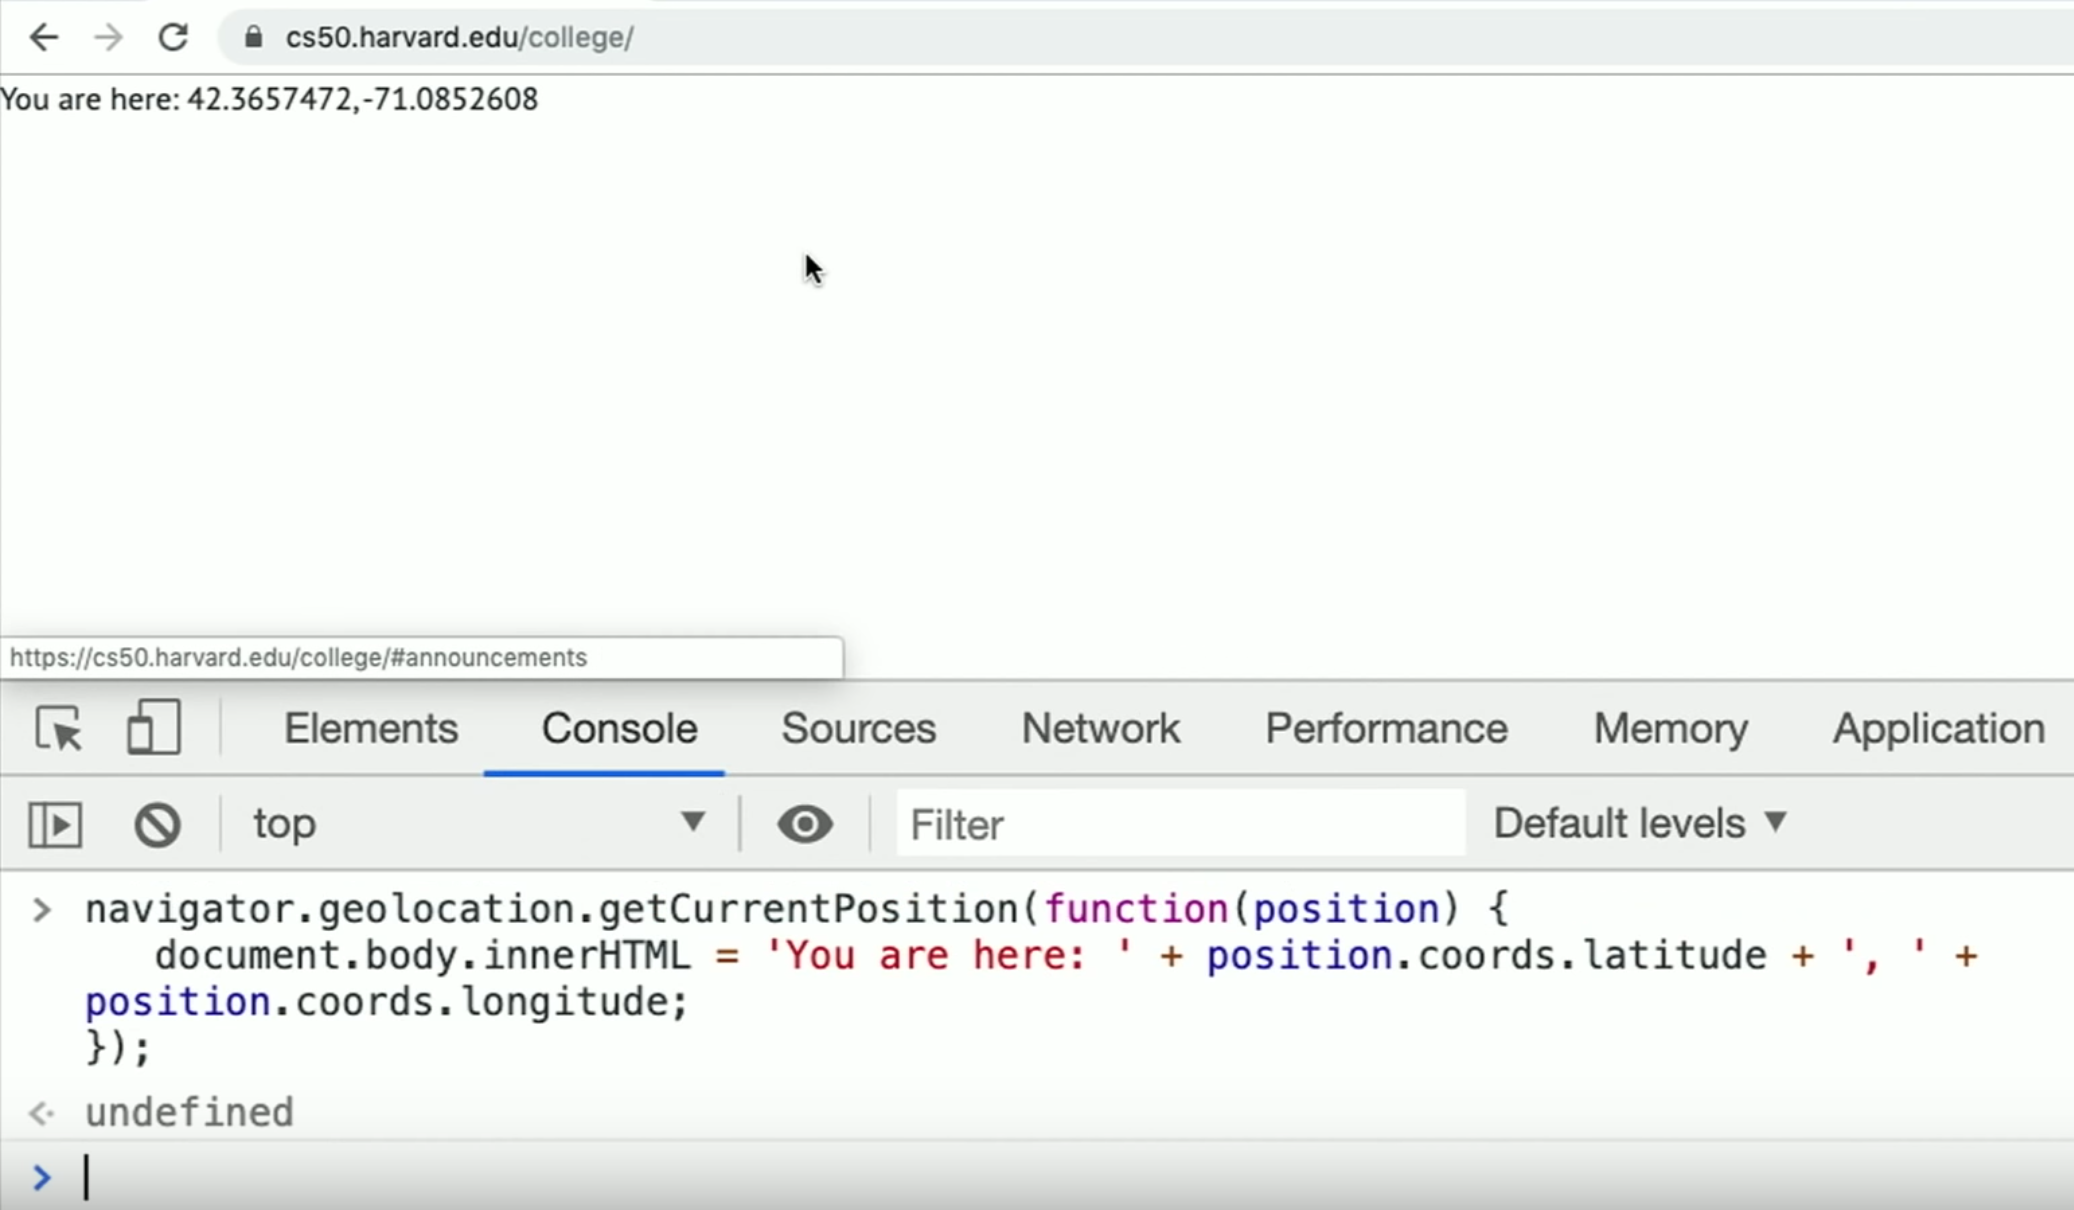 cs50.harvard.edu/college/
You are here: 42.3657472,-71.0852608
https://cs50.harvard.edu/college/#announcements
Elements Console Sources Network Performance Memory Application
top ▼ Filter Default levels ▼
> navigator.geolocation.getCurrentPosition(function(position) {
document.body.innerHTML = 'You are here: ' + position.coords.latitude + ', ' +
position.coords.longitude;
});
undefined
>